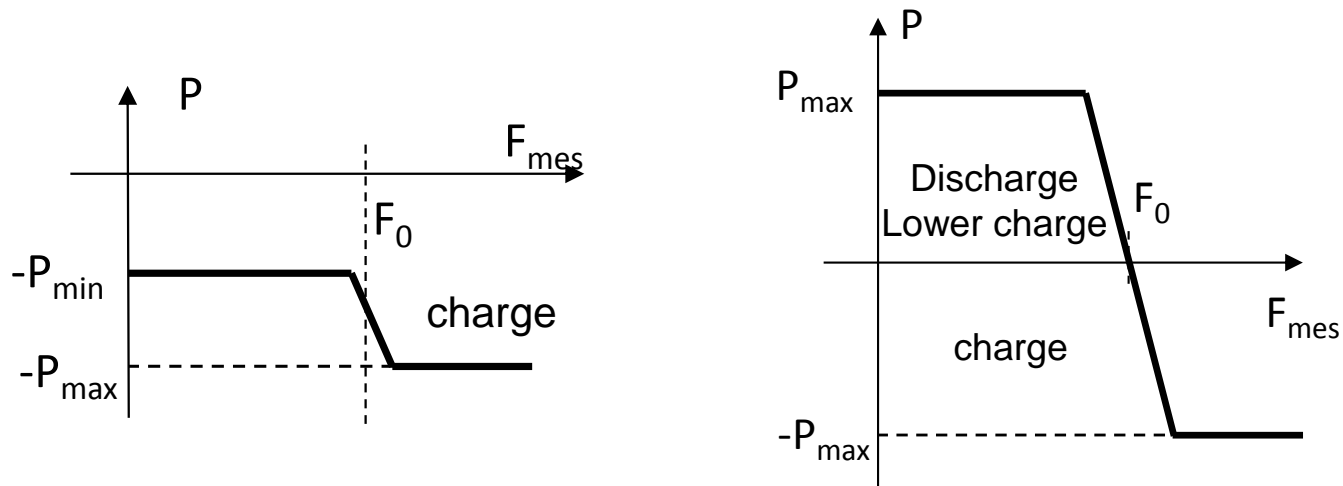 P
F_mes
F_0
-P_min
charge
-P_max
P
P_max
Discharge
Lower charge
F_0
F_mes
charge
-P_max